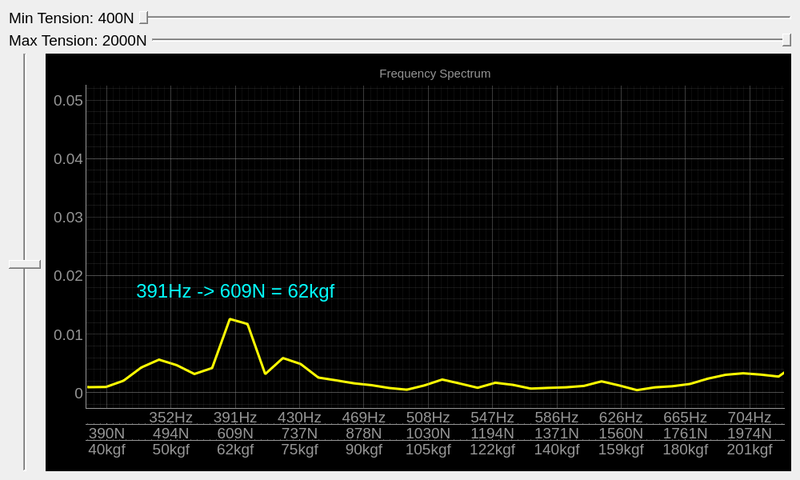 Min Tension: 400N
Max Tension: 2000N
Frequency Spectrum
0.05
0.04
0.03
0.02
0.01
0
391Hz -> 609N = 62kgf
352Hz 391Hz 430Hz 469Hz 508Hz 547Hz 586Hz 626Hz 665Hz 704Hz
390N 494N 609N 737N 878N 1030N 1194N 1371N 1560N 1761N 1974N
40kgf 50kgf 62kgf 75kgf 90kgf 105kgf 122kgf 140kgf 159kgf 180kgf 201kgf